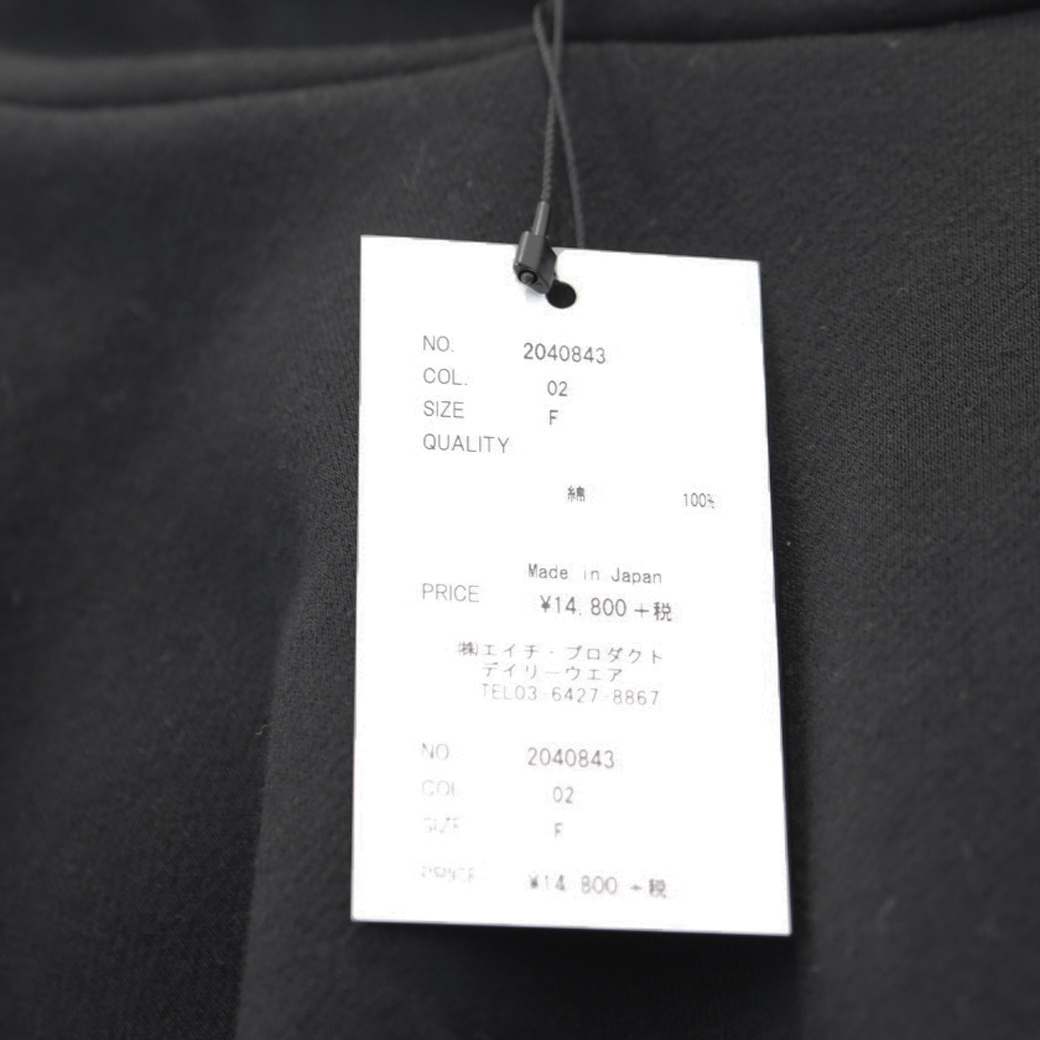 NO. 2040843
COL. 02
SIZE F
QUALITY
綿 100%
Made in Japan
PRICE ¥14,800+税
㈱エイチ・プロダクト
デイリーウエア
TEL03-6427-8867
NO 2040843
COL 02
SIZE F
PRICE ¥14 800 +税